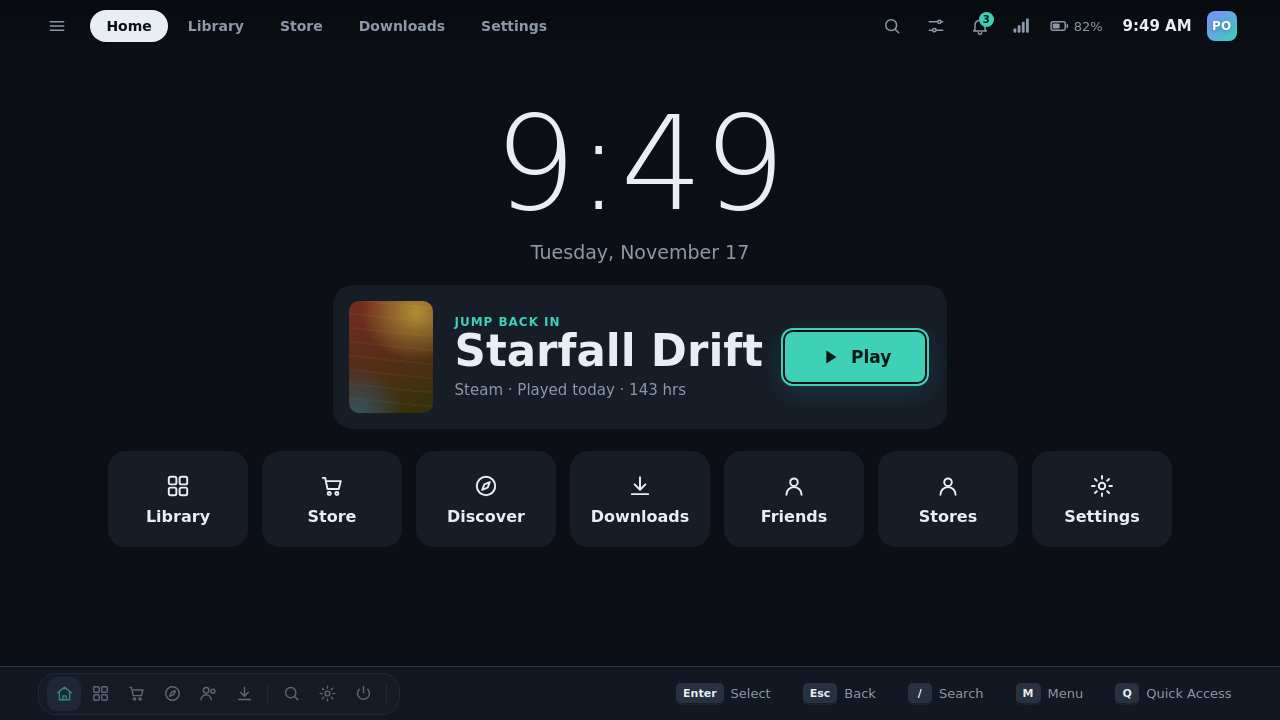 Home Library Store Downloads Settings 3 82% 9:49 AM PO
9:49
Tuesday, November 17
JUMP BACK IN
Starfall Drift
Steam · Played today · 143 hrs
Play
Library Store Discover Downloads Friends Stores Settings
Enter Select Esc Back / Search M Menu Q Quick Access